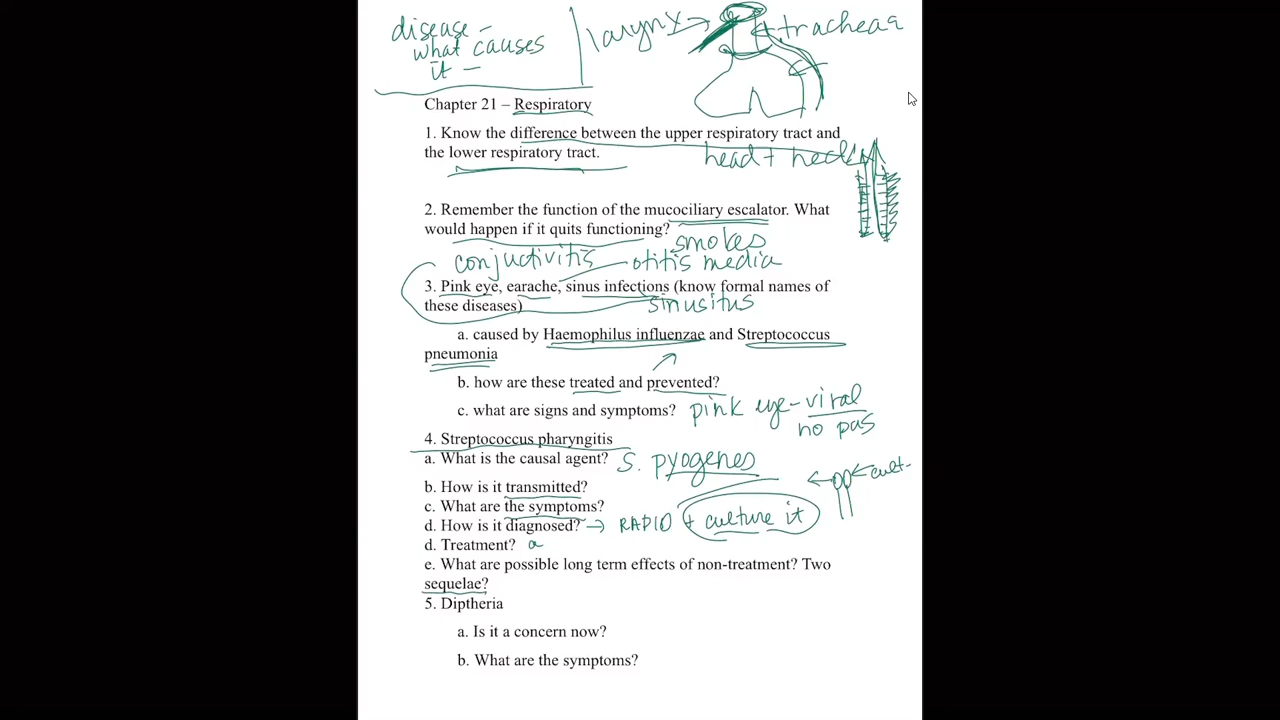 disease -
what causes
it -
larynx
tracheaa
Chapter 21 – Respiratory
1. Know the difference between the upper respiratory tract and
the lower respiratory tract.
head + neck
2. Remember the function of the mucociliary escalator. What
would happen if it quits functioning?
smokes
conjuctivitis
otitis media
3. Pink eye, earache, sinus infections (know formal names of
these diseases)
sinusitus
a. caused by Haemophilus influenzae and Streptococcus
pneumonia
b. how are these treated and prevented?
c. what are signs and symptoms? pink eye - viral
no pas
4. Streptococcus pharyngitis
a. What is the causal agent? S. pyogenes
cult-
b. How is it transmitted?
c. What are the symptoms?
d. How is it diagnosed? → RAPID + culture it
d. Treatment? a
e. What are possible long term effects of non-treatment? Two
sequelae?
5. Diptheria
a. Is it a concern now?
b. What are the symptoms?